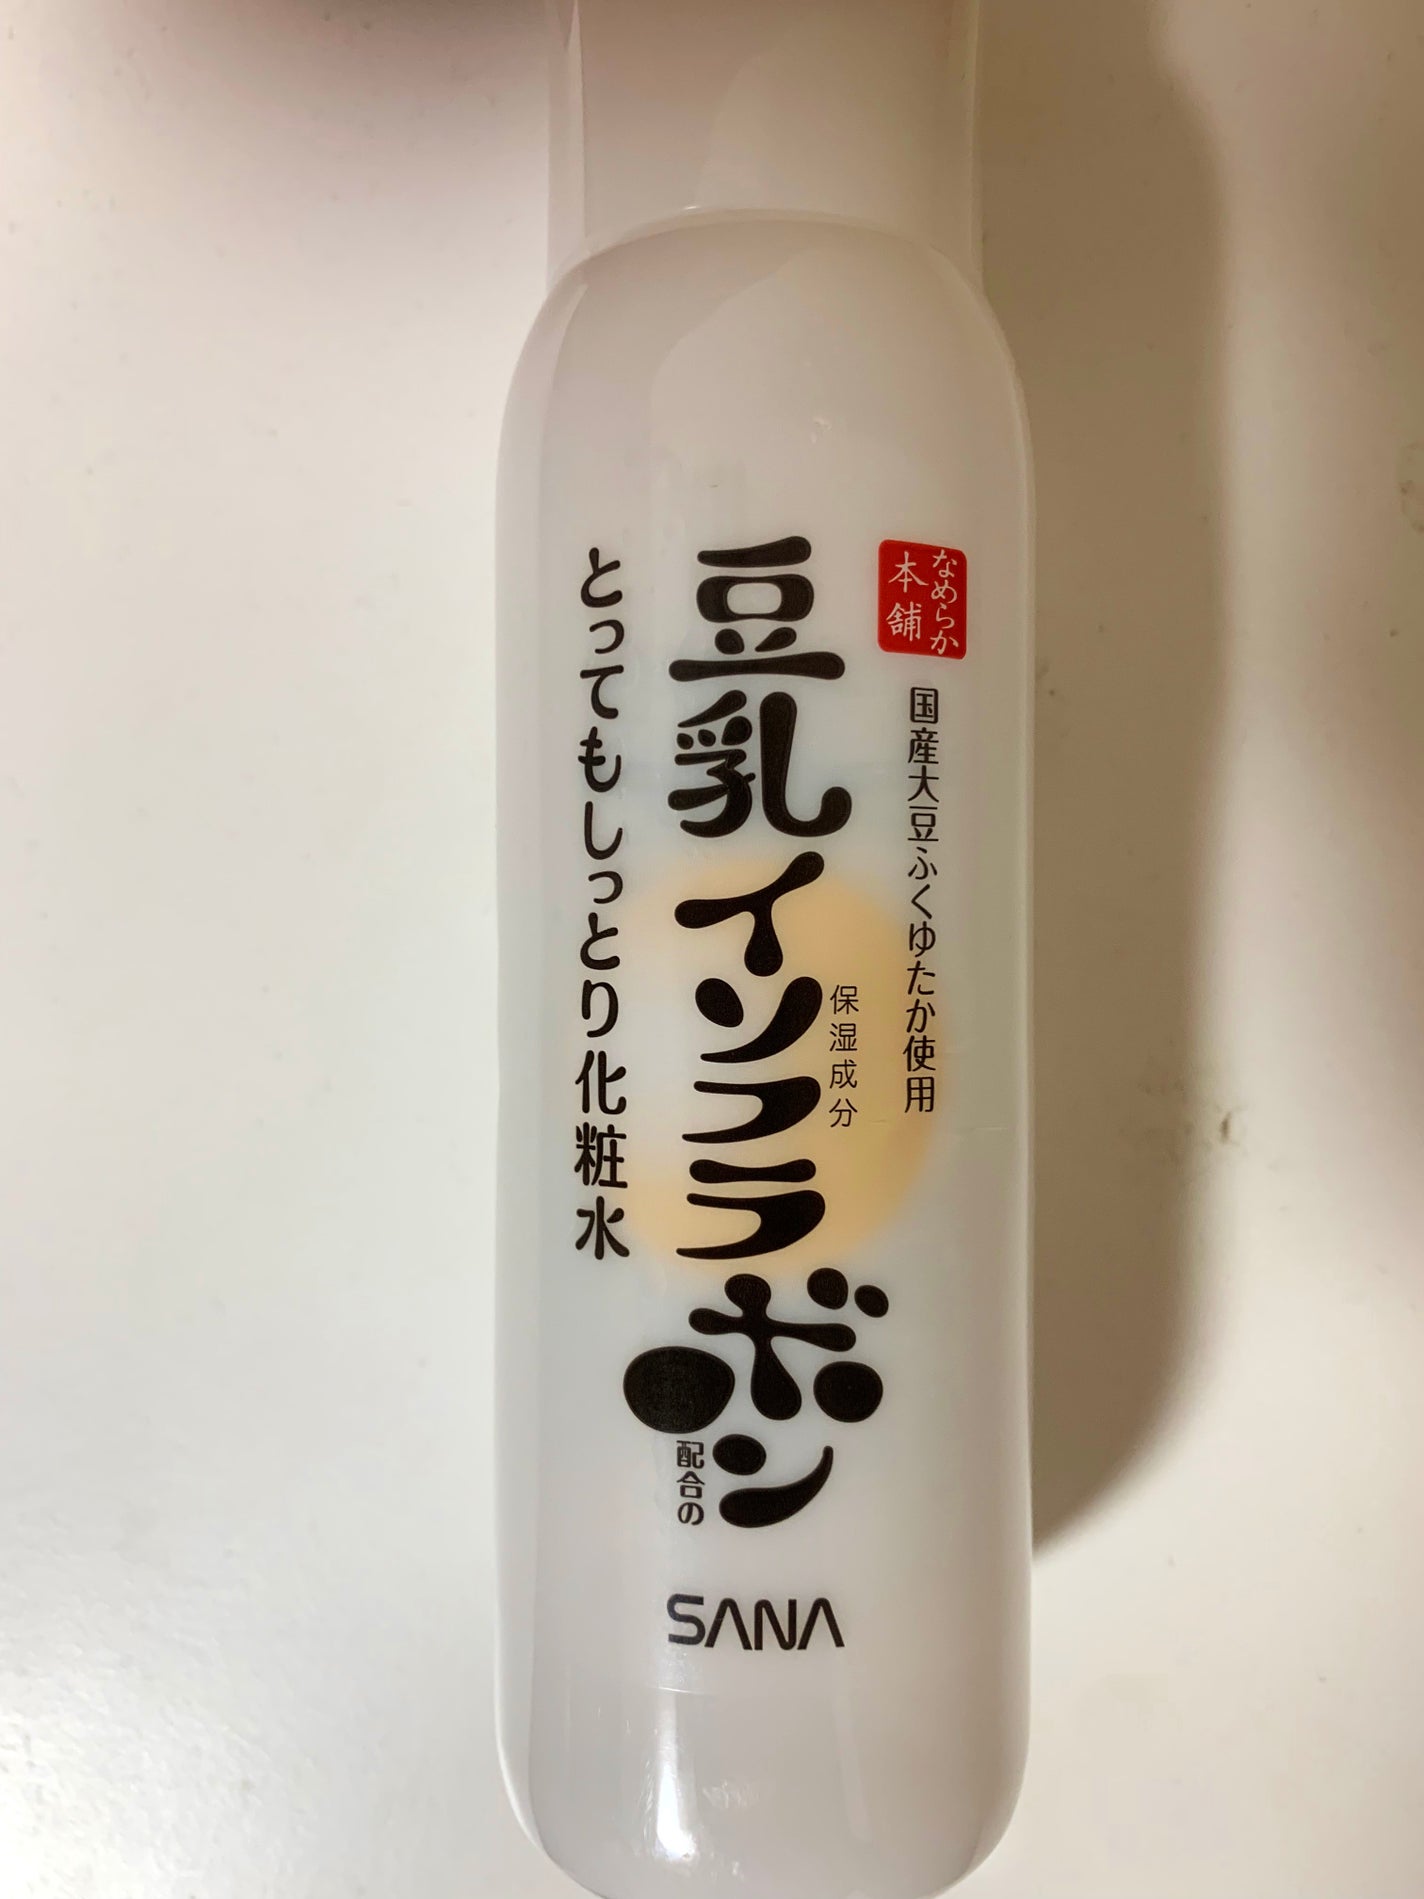 なめらか
本舗
国産大豆ふくゆたか使用
保湿成分
豆乳イソフラボン
配合の
とってもしっとり化粧水
SANA